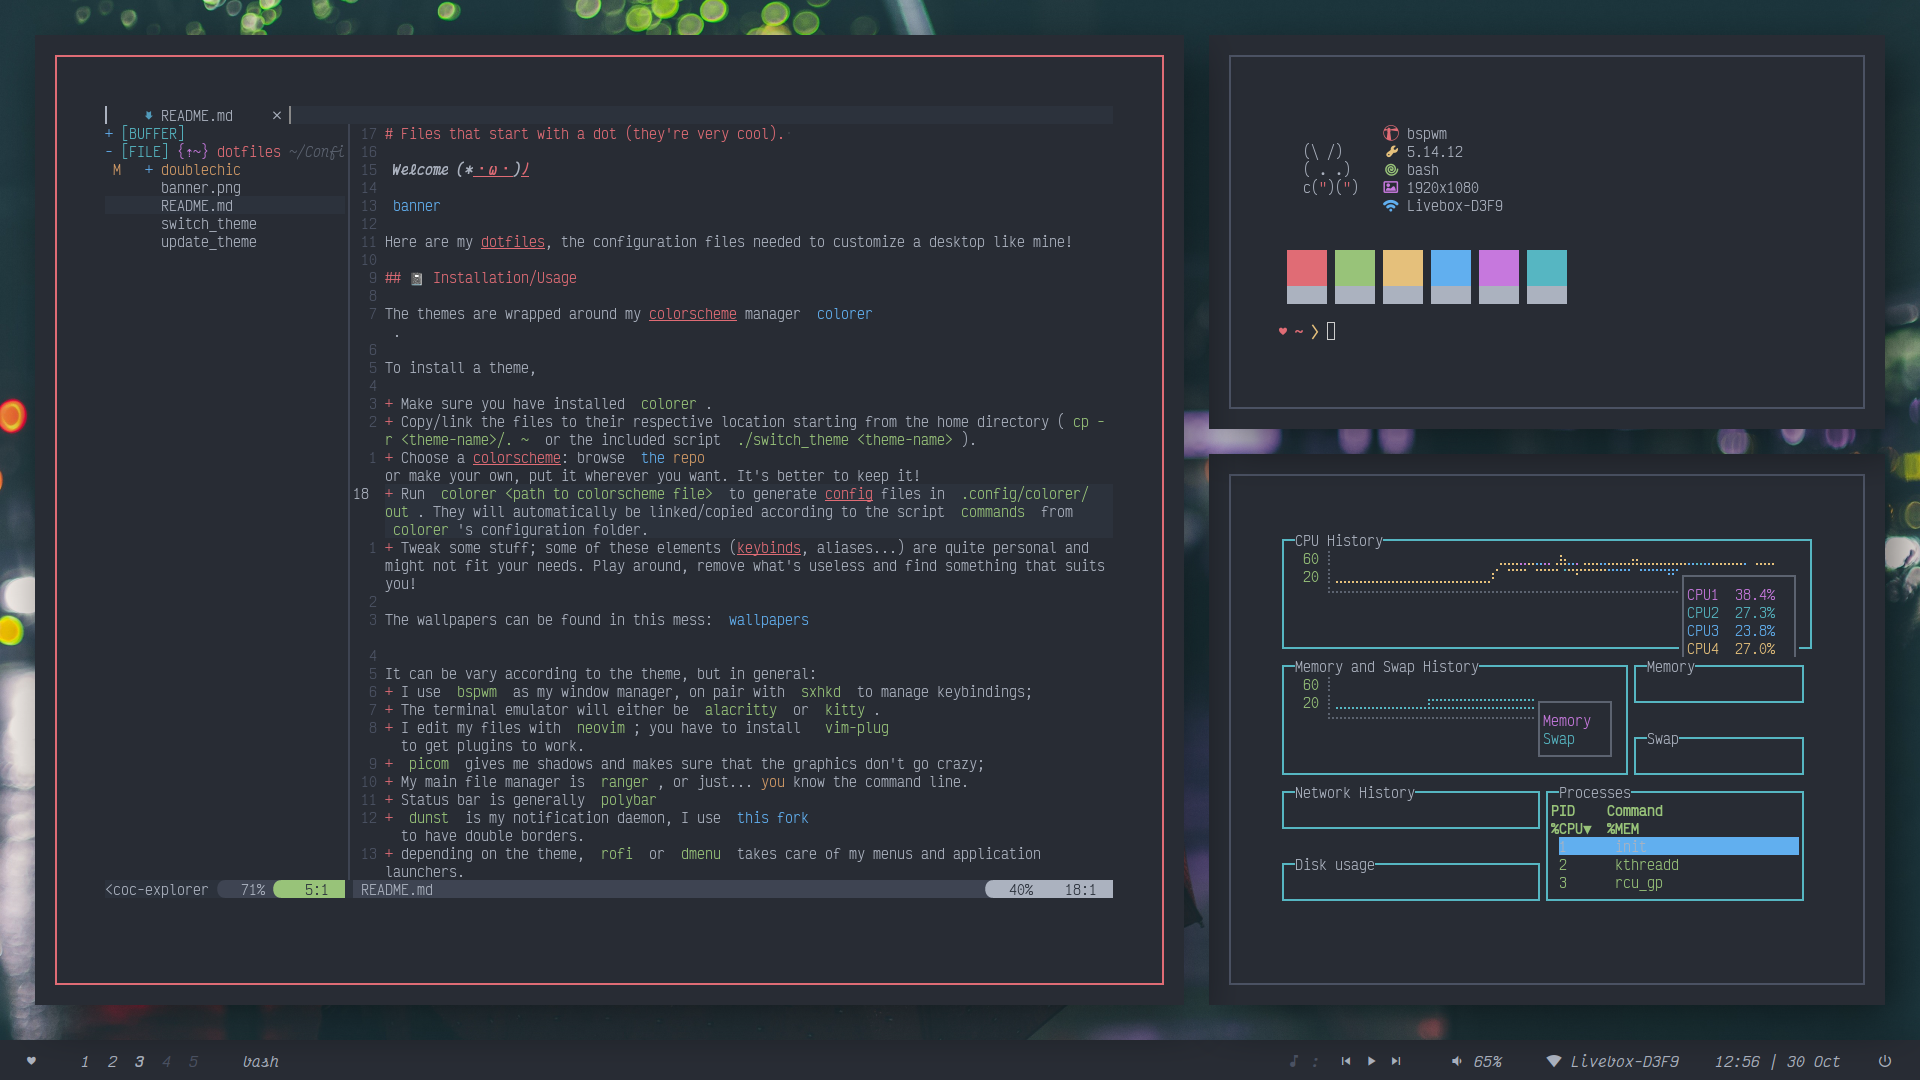 README.md ×
+ [BUFFER]
- [FILE] {↑~} dotfiles ~/Confi
M + doublechic
banner.png
README.md
switch_theme
update_theme
<coc-explorer 71% 5:1
17 # Files that start with a dot (they're very cool).
16
15 Welcome (*・ω・)ﾉ
14
13 banner
12
11 Here are my dotfiles, the configuration files needed to customize a desktop like mine!
10
9 ## 📓 Installation/Usage
8
7 The themes are wrapped around my colorscheme manager colorer
.
6
5 To install a theme,
4
3 + Make sure you have installed colorer .
2 + Copy/link the files to their respective location starting from the home directory ( cp -
r <theme-name>/. ~ or the included script ./switch_theme <theme-name> ).
1 + Choose a colorscheme: browse the repo
or make your own, put it wherever you want. It's better to keep it!
18 + Run colorer <path to colorscheme file> to generate config files in .config/colorer/
out . They will automatically be linked/copied according to the script commands from
colorer 's configuration folder.
1 + Tweak some stuff; some of these elements (keybinds, aliases...) are quite personal and
might not fit your needs. Play around, remove what's useless and find something that suits
you!
2
3 The wallpapers can be found in this mess: wallpapers
4
5 It can be vary according to the theme, but in general:
6 + I use bspwm as my window manager, on pair with sxhkd to manage keybindings;
7 + The terminal emulator will either be alacritty or kitty .
8 + I edit my files with neovim ; you have to install vim-plug
to get plugins to work.
9 + picom gives me shadows and makes sure that the graphics don't go crazy;
10 + My main file manager is ranger , or just... you know the command line.
11 + Status bar is generally polybar
12 + dunst is my notification daemon, I use this fork
to have double borders.
13 + depending on the theme, rofi or dmenu takes care of my menus and application
launchers.
README.md 40% 18:1
bspwm
(\ /) 5.14.12
( . .) bash
c(")(") 1920x1080
Livebox-D3F9
♥ ~ ❯
CPU History
60
20
CPU1 38.4%
CPU2 27.3%
CPU3 23.8%
CPU4 27.0%
Memory and Swap History
60
20
Memory
Swap
Memory
Swap
Network History
Disk usage
Processes
PID Command
%CPU▼ %MEM
1 init
2 kthreadd
3 rcu_gp
♥ 1 2 3 4 5 bash
: 65% Livebox-D3F9 12:56 | 30 Oct